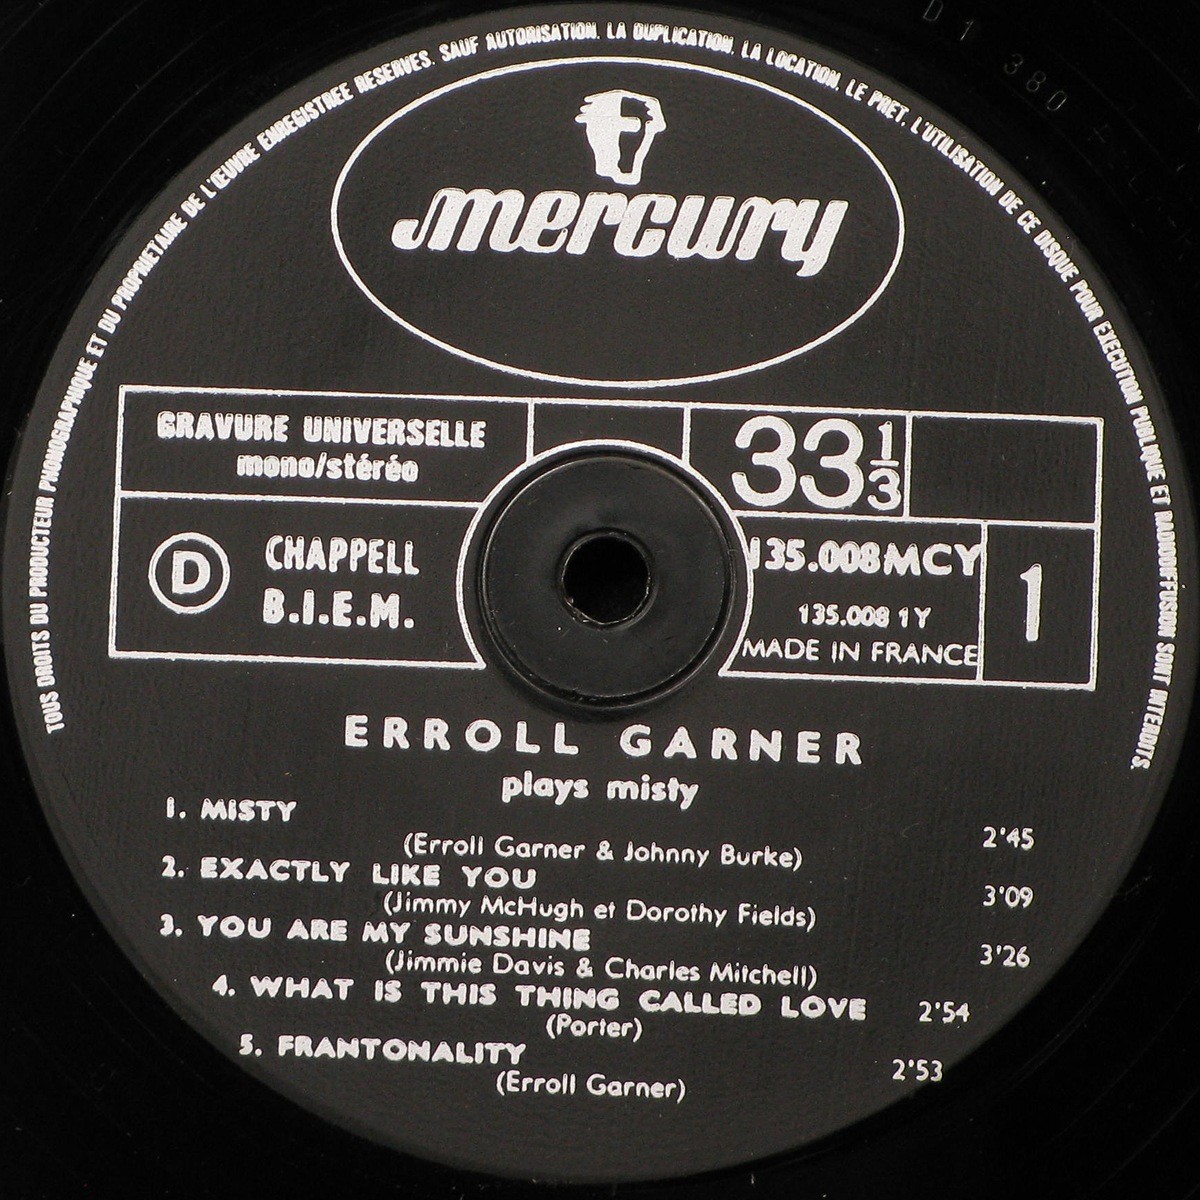 TOUS DROITS DU PRODUCTEUR PHONOGRAPHIQUE ET DU PROPRIETAIRE DE L'ŒUVRE ENREGISTREE RESERVES. SAUF AUTORISATION. LA DUPLICATION. LA LOCATION. LE PRET. L'UTILISATION DE CE DISQUE POUR EXECUTION PUBLIQUE ET RADIODIFFUSION SONT INTERDITS.
D 1 380
mercury
GRAVURE UNIVERSELLE
mono/stéréo
33 1/3
D
CHAPPELL
B.I.E.M.
135.008MCY
135.008 1 Y
MADE IN FRANCE
1
ERROLL GARNER
plays misty
1. MISTY
(Erroll Garner & Johnny Burke) 2'45
2. EXACTLY LIKE YOU
(Jimmy McHugh et Dorothy Fields) 3'09
3. YOU ARE MY SUNSHINE
(Jimmie Davis & Charles Mitchell) 3'26
4. WHAT IS THIS THING CALLED LOVE 2'54
(Porter)
5. FRANTONALITY
(Erroll Garner) 2'53